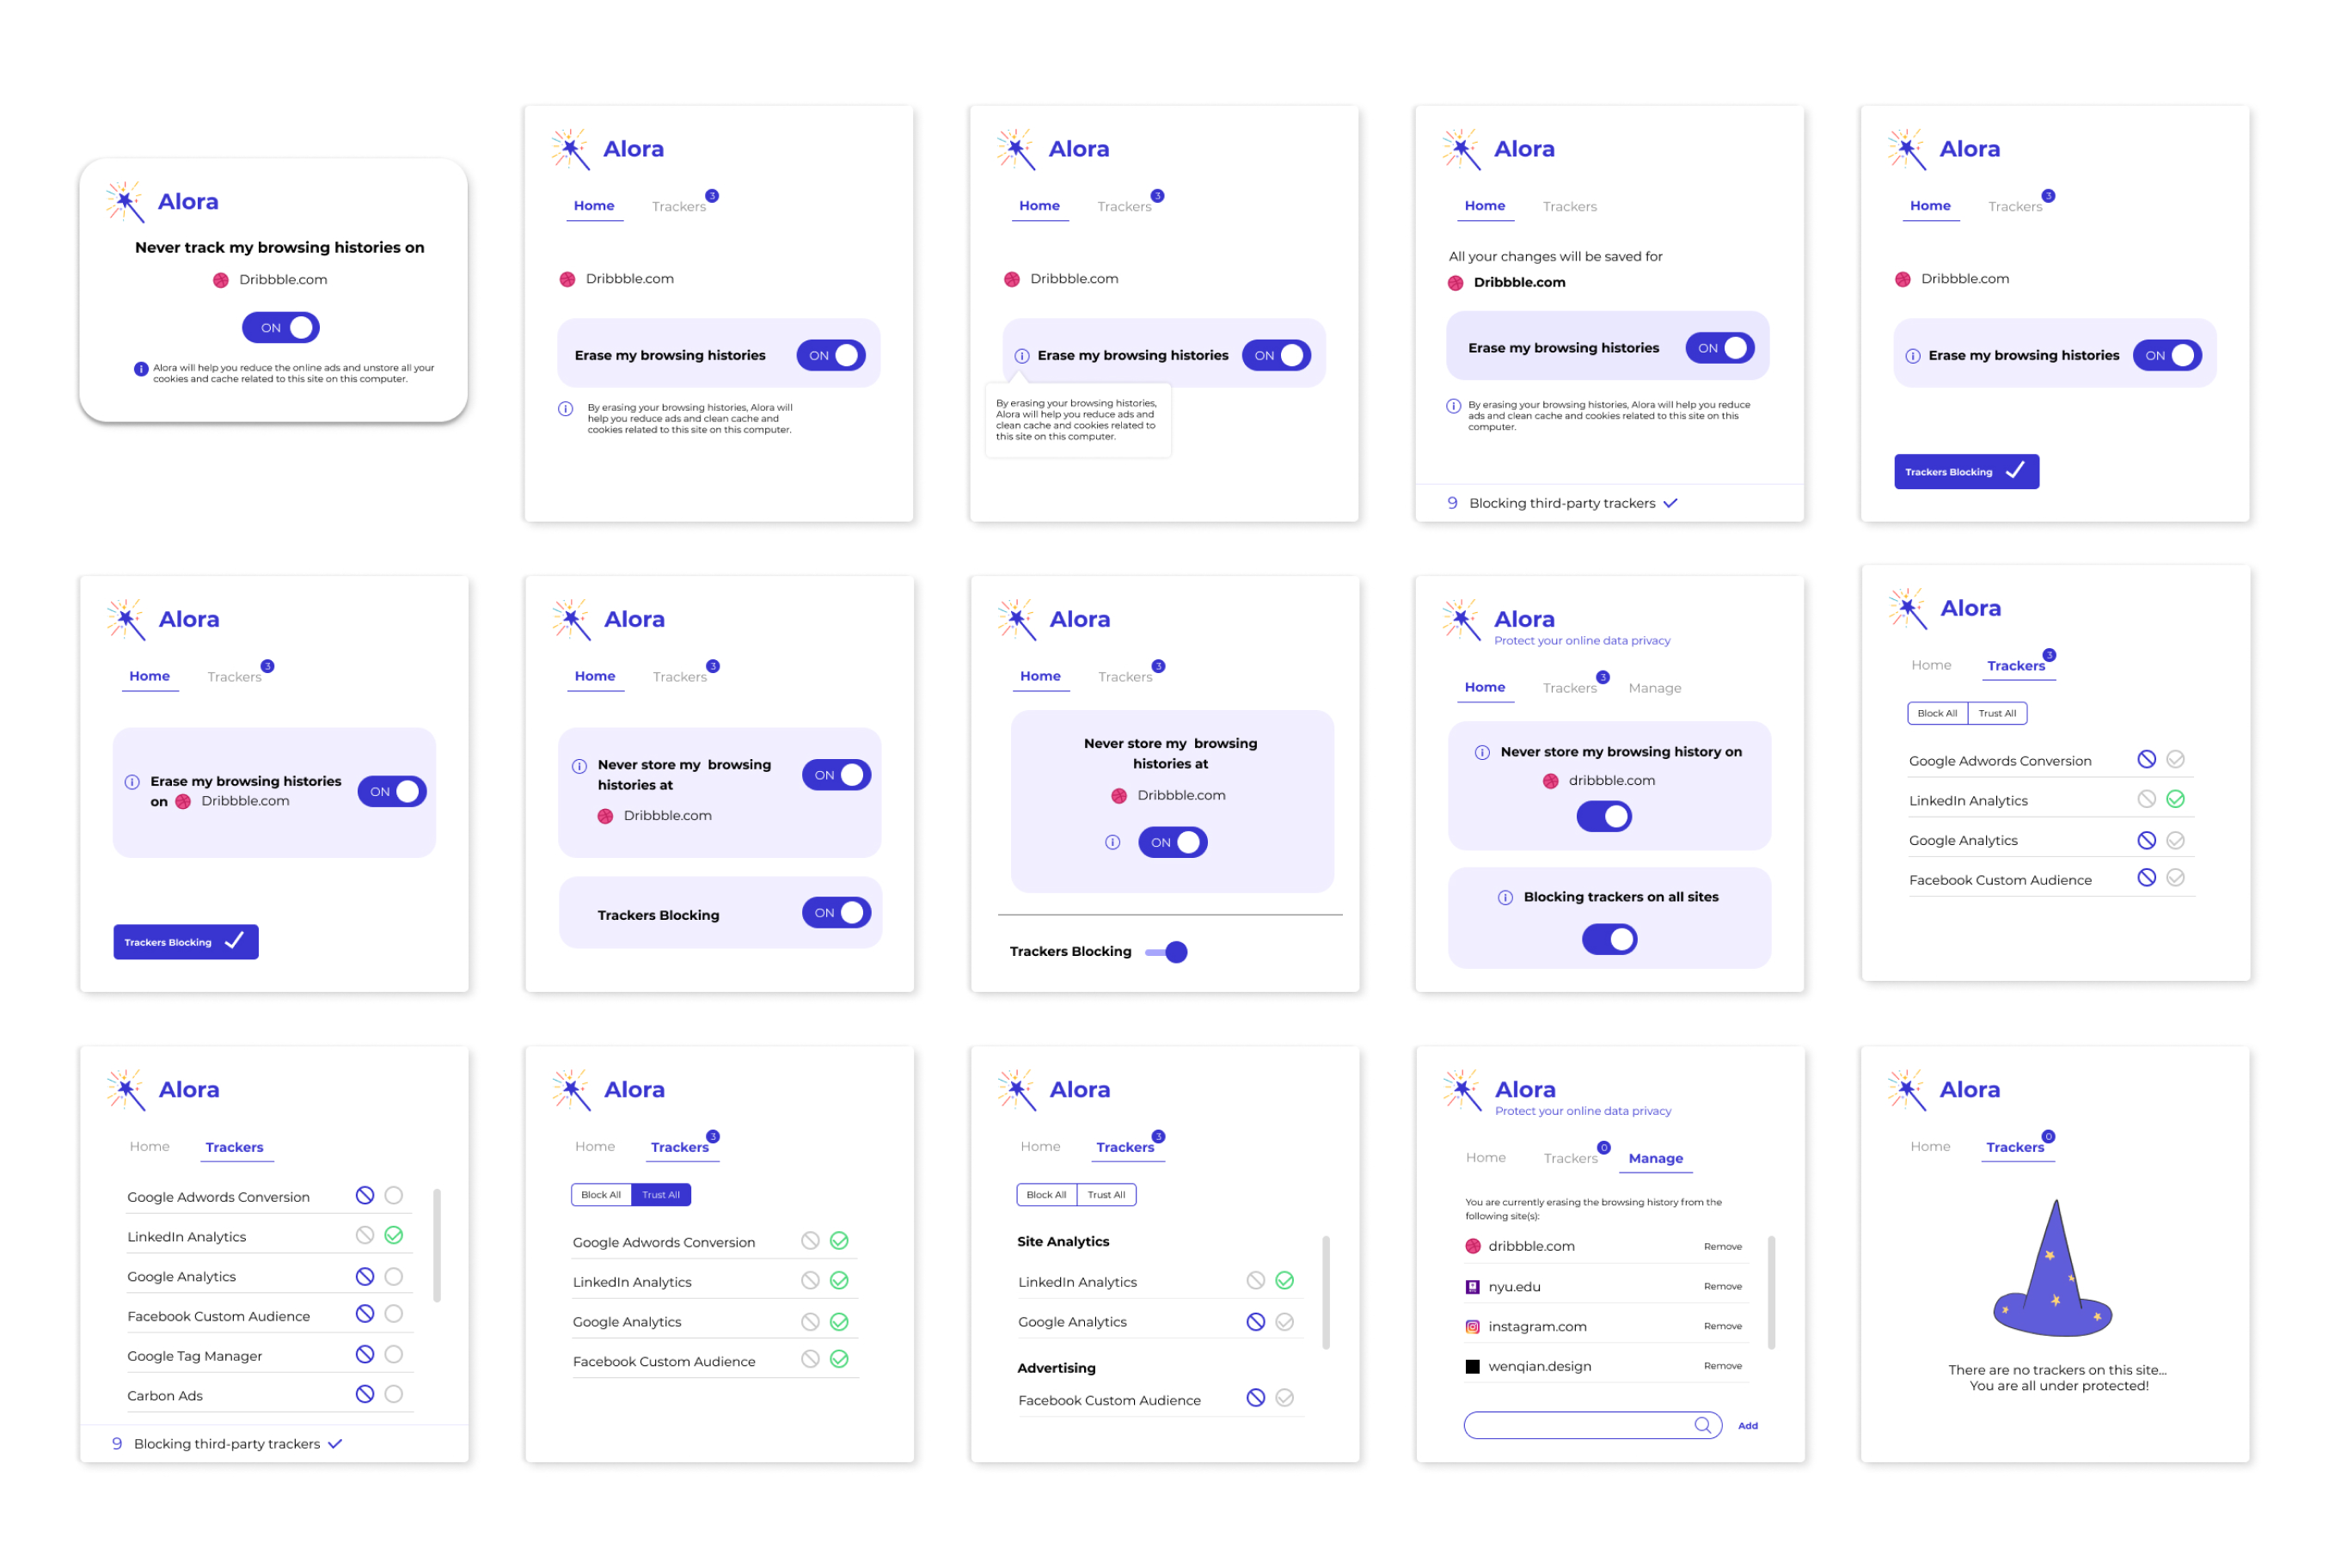 Alora
Never track my browsing histories on
Dribbble.com
ON
Alora will help you reduce the online ads and unstore all your
cookies and cache related to this site on this computer.
Alora
Home Trackers 3
Dribbble.com
Erase my browsing histories ON
By erasing your browsing histories, Alora will
help you reduce ads and clean cache and
cookies related to this site on this computer.
Alora
Home Trackers 3
Dribbble.com
Erase my browsing histories ON
By erasing your browsing histories,
Alora will help you reduce ads and
clean cache and cookies related to
this site on this computer.
Alora
Home Trackers
All your changes will be saved for
Dribbble.com
Erase my browsing histories ON
By erasing your browsing histories, Alora will help you reduce
ads and clean cache and cookies related to this site on this
computer.
9 Blocking third-party trackers
Alora
Home Trackers 3
Dribbble.com
Erase my browsing histories ON
Trackers Blocking
Alora
Home Trackers 3
Erase my browsing histories
on Dribbble.com
ON
Trackers Blocking
Alora
Home Trackers 3
Never store my browsing
histories at
ON
Dribbble.com
Trackers Blocking ON
Alora
Home Trackers 3
Never store my browsing
histories at
Dribbble.com
ON
Trackers Blocking
Alora
Protect your online data privacy
Home Trackers 3 Manage
Never store my browsing history on
dribbble.com
Blocking trackers on all sites
Alora
Home Trackers 3
Block All Trust All
Google Adwords Conversion
LinkedIn Analytics
Google Analytics
Facebook Custom Audience
Alora
Home Trackers
Google Adwords Conversion
LinkedIn Analytics
Google Analytics
Facebook Custom Audience
Google Tag Manager
Carbon Ads
9 Blocking third-party trackers
Alora
Home Trackers 3
Block All Trust All
Google Adwords Conversion
LinkedIn Analytics
Google Analytics
Facebook Custom Audience
Alora
Home Trackers 3
Block All Trust All
Site Analytics
LinkedIn Analytics
Google Analytics
Advertising
Facebook Custom Audience
Alora
Protect your online data privacy
Home Trackers 0 Manage
You are currently erasing the browsing history from the
following site(s):
dribbble.com Remove
nyu.edu Remove
instagram.com Remove
wenqian.design Remove
Add
Alora
Home Trackers 0
There are no trackers on this site...
You are all under protected!